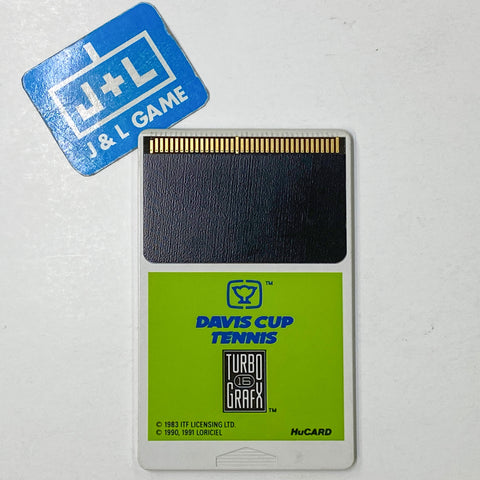 J+L
J & L GAME
™
DAVIS CUP
TENNIS
TURBO
16
GRAFX
™
© 1983 ITF LICENSING LTD.
© 1990, 1991 LORICIEL
HuCARD